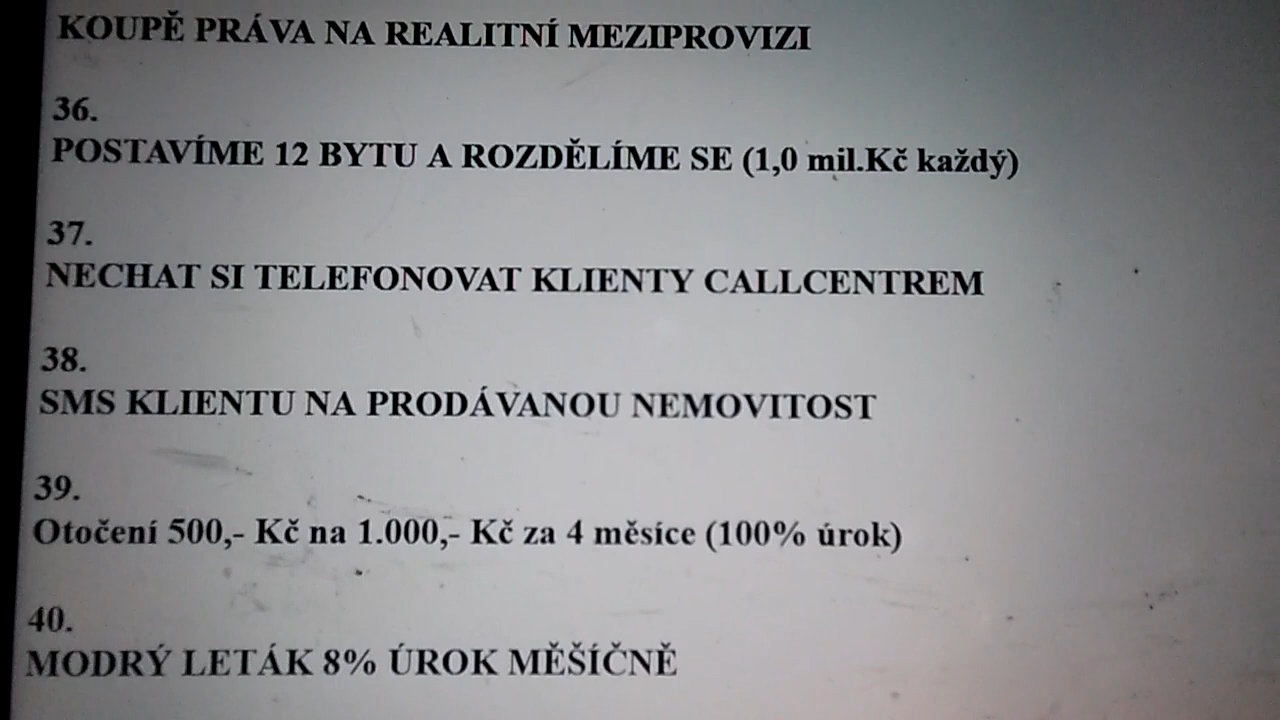 KOUPĚ PRÁVA NA REALITNÍ MEZIPROVIZI
36.
POSTAVÍME 12 BYTU A ROZDĚLÍME SE (1,0 mil.Kč každý)
37.
NECHAT SI TELEFONOVAT KLIENTY CALLCENTREM
38.
SMS KLIENTU NA PRODÁVANOU NEMOVITOST
39.
Otočení 500,- Kč na 1.000,- Kč za 4 měsíce (100% úrok)
40.
MODRÝ LETÁK 8% ÚROK MĚŠÍČNĚ